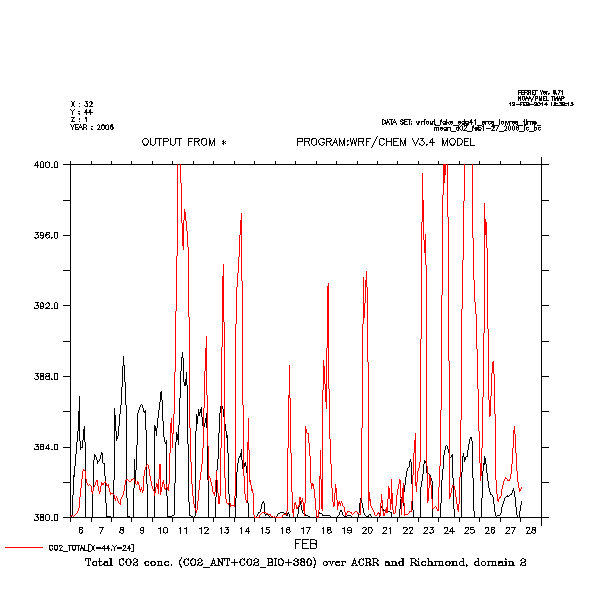 FERRET Ver. 6.71
NOAA/PMEL TMAP
X : 32
Y : 44
Z : 1
YEAR : 2006
OUTPUT FROM * PROGRAM:WRF/CHEM V3.4 MODEL
400.0
396.0
392.0
388.0
384.0
380.0
6 7 8 9 10 11 12 13 14 15 16 17 18 19 20 21 22 23 24 25 26 27 28
FEB
CO2_TOTAL[X=44,Y=24]
Total CO2 conc. (CO2_ANT+CO2_BIO+380) over ACRR and Richmond, domain 2